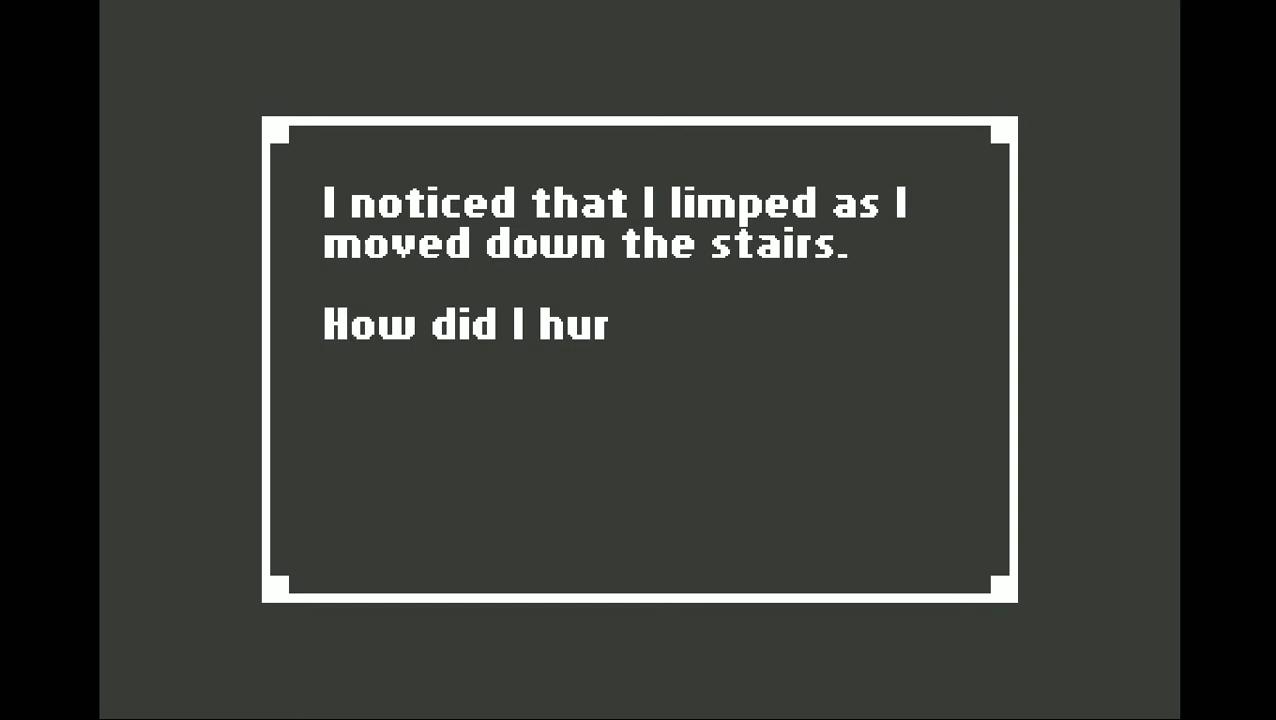 I noticed that I limped as I
moved down the stairs.
How did I hur